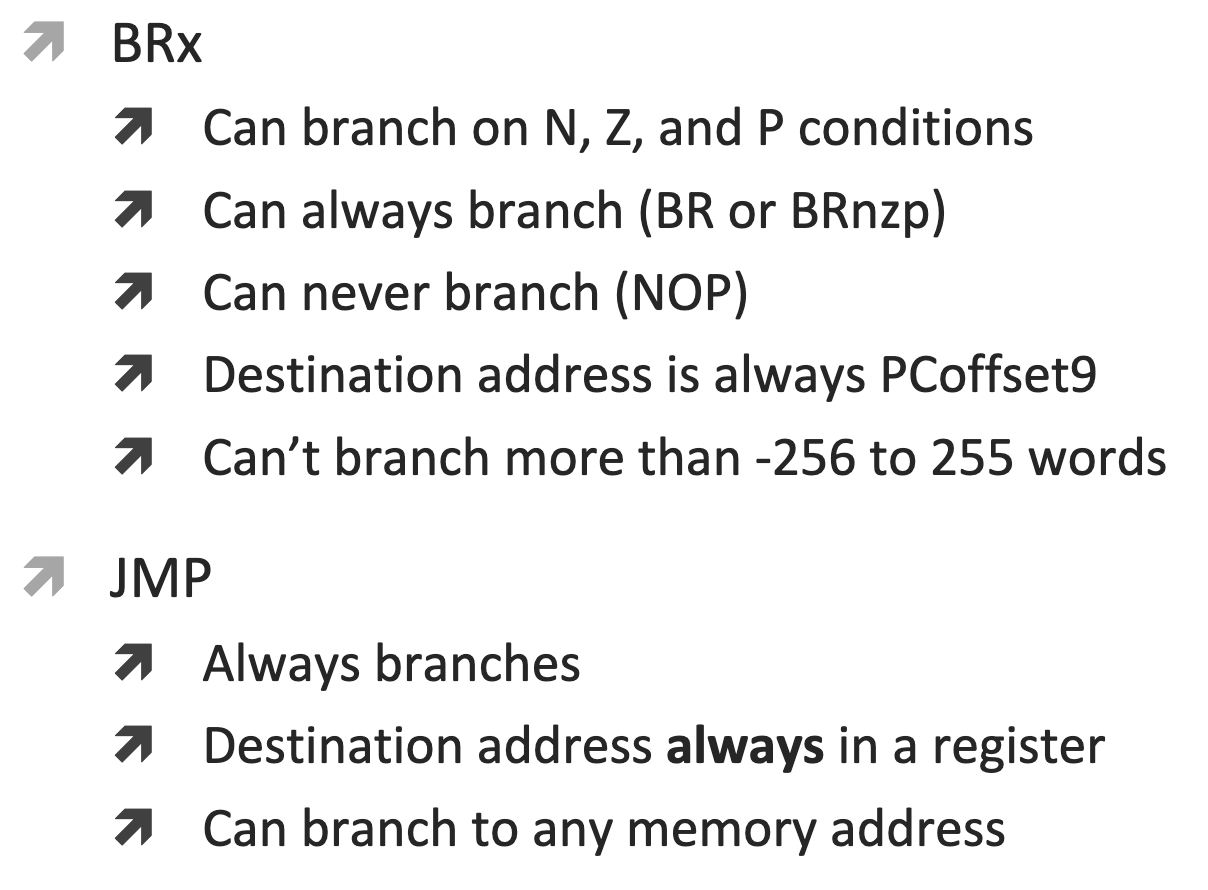 BRx
Can branch on N, Z, and P conditions
Can always branch (BR or BRnzp)
Can never branch (NOP)
Destination address is always PCoffset9
Can’t branch more than -256 to 255 words
JMP
Always branches
Destination address always in a register
Can branch to any memory address